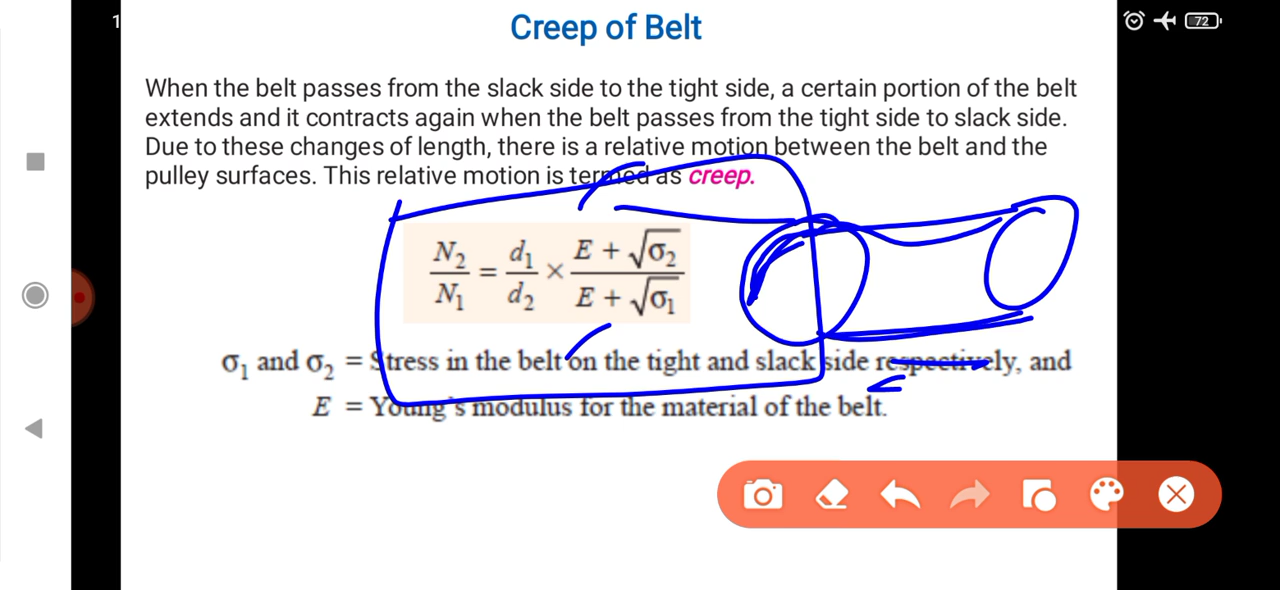 1
72
Creep of Belt
When the belt passes from the slack side to the tight side, a certain portion of the belt
extends and it contracts again when the belt passes from the tight side to slack side.
Due to these changes of length, there is a relative motion between the belt and the
pulley surfaces. This relative motion is termed as creep.
N₂/N₁ = d₁/d₂ × (E + √σ₂)/(E + √σ₁)
σ₁ and σ₂ = Stress in the belt on the tight and slack side respectively, and
E = Young's modulus for the material of the belt.